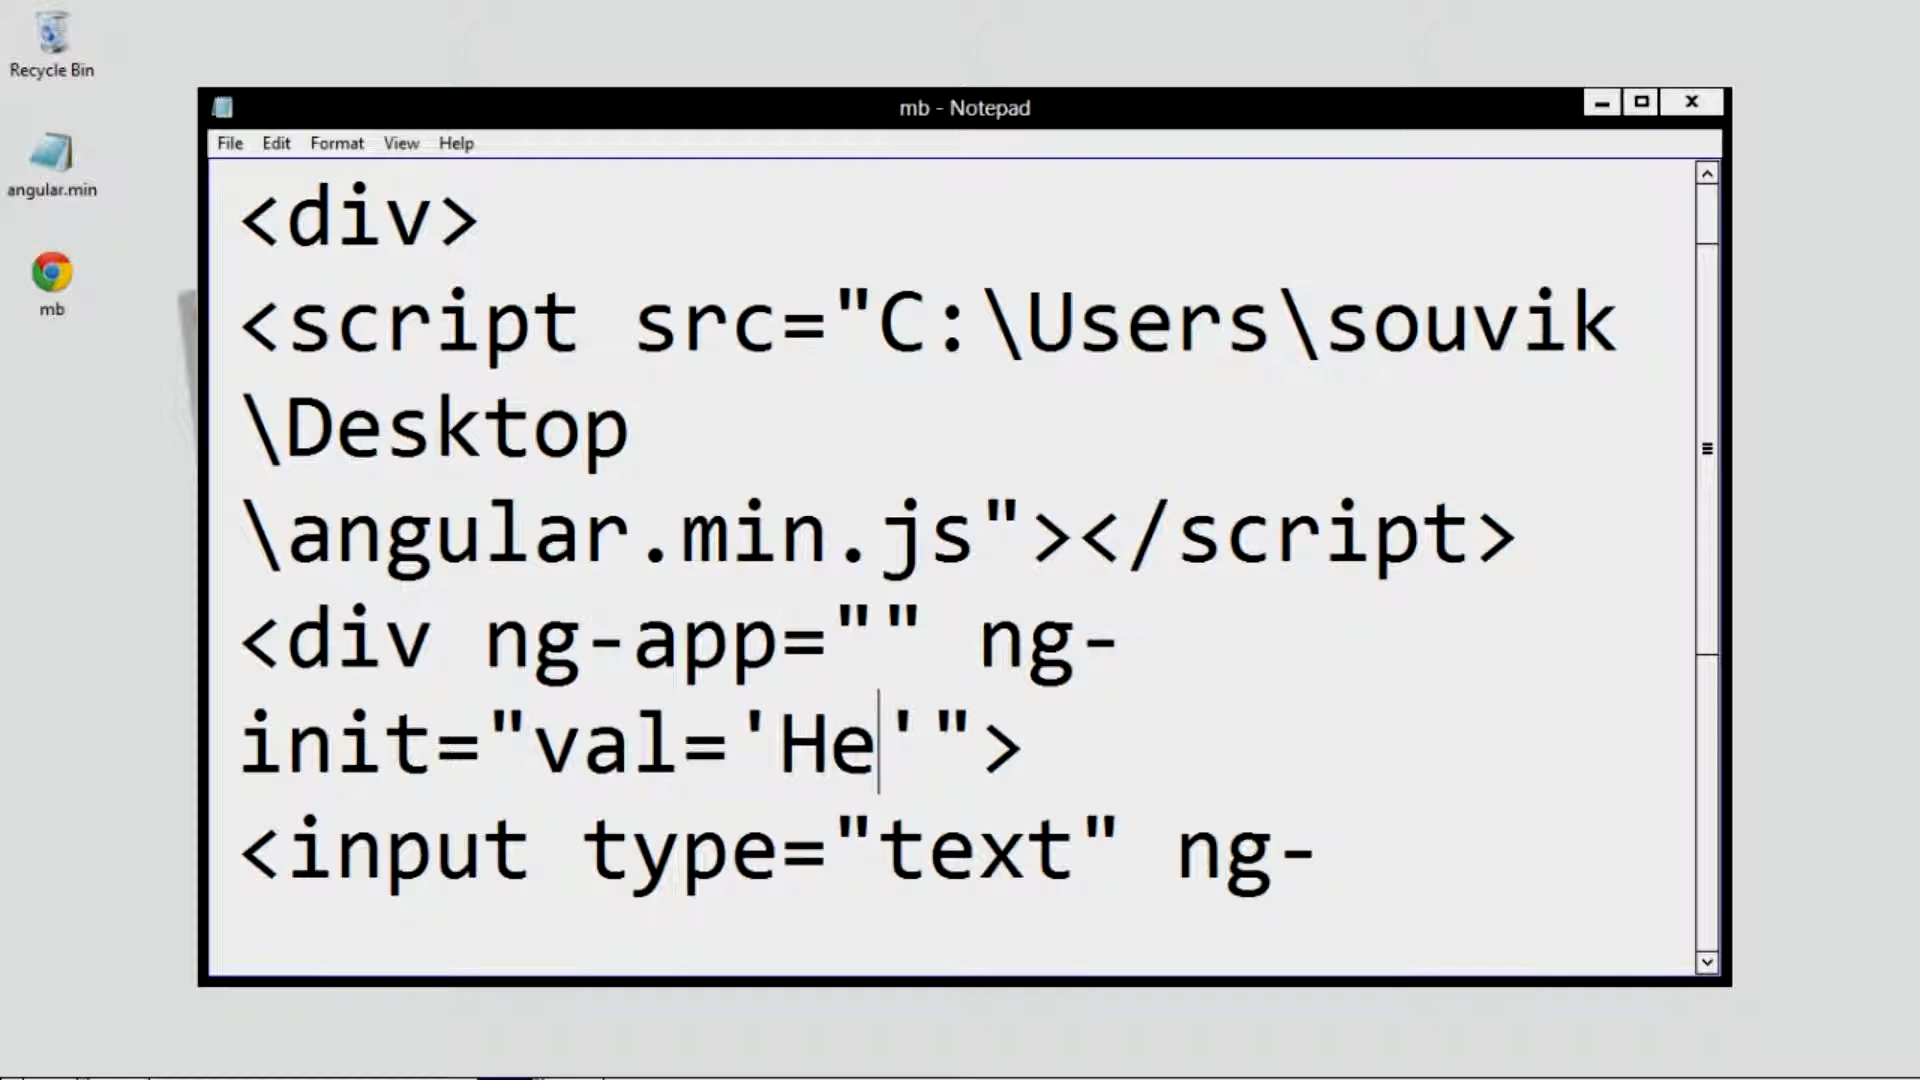 Recycle Bin
angular.min
mb
mb - Notepad
File Edit Format View Help
<div>
<script src="C:\Users\souvik
\Desktop
\angular.min.js"></script>
<div ng-app="" ng-
init="val='He'">
<input type="text" ng-